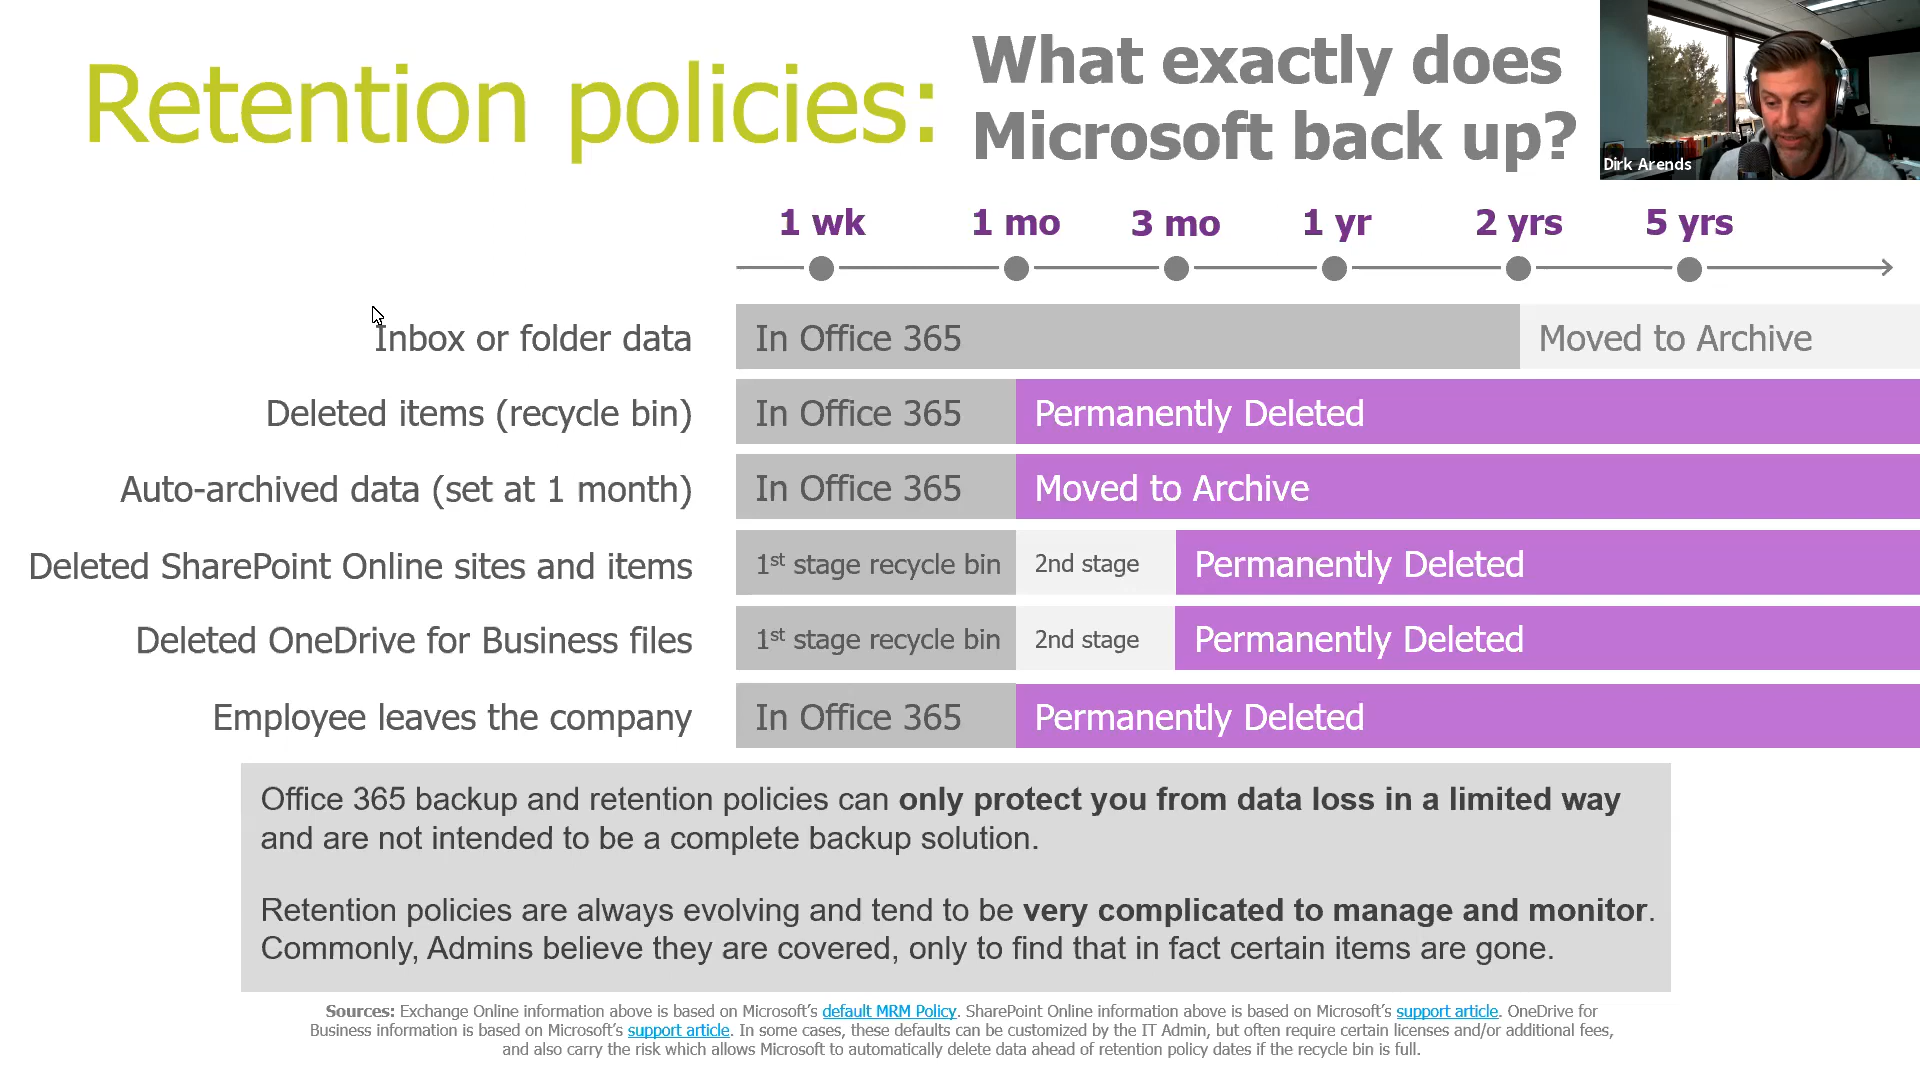 Retention policies:
What exactly does
Microsoft back up?
Dirk Arends
1 wk 1 mo 3 mo 1 yr 2 yrs 5 yrs
Inbox or folder data In Office 365 Moved to Archive
Deleted items (recycle bin) In Office 365 Permanently Deleted
Auto-archived data (set at 1 month) In Office 365 Moved to Archive
Deleted SharePoint Online sites and items 1st stage recycle bin 2nd stage Permanently Deleted
Deleted OneDrive for Business files 1st stage recycle bin 2nd stage Permanently Deleted
Employee leaves the company In Office 365 Permanently Deleted
Office 365 backup and retention policies can only protect you from data loss in a limited way
and are not intended to be a complete backup solution.
Retention policies are always evolving and tend to be very complicated to manage and monitor.
Commonly, Admins believe they are covered, only to find that in fact certain items are gone.
Sources: Exchange Online information above is based on Microsoft's default MRM Policy. SharePoint Online information above is based on Microsoft's support article. OneDrive for
Business information is based on Microsoft's support article. In some cases, these defaults can be customized by the IT Admin, but often require certain licenses and/or additional fees,
and also carry the risk which allows Microsoft to automatically delete data ahead of retention policy dates if the recycle bin is full.